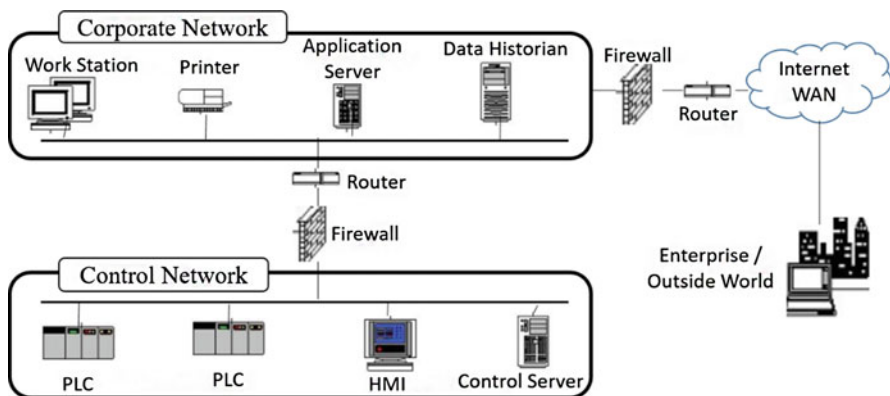 Corporate Network
Work Station
Printer
Application
Server
Data Historian
Firewall
Router
Internet
WAN
Router
Firewall
Enterprise /
Outside World
Control Network
PLC
PLC
HMI
Control Server